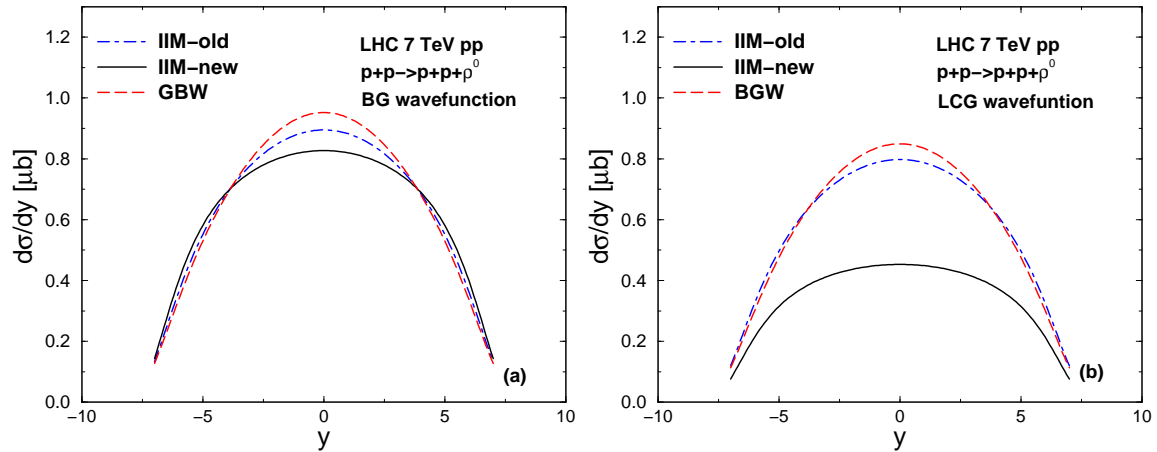 IIM−old
IIM−new
GBW
LHC 7 TeV pp
p+p−>p+p+ρ⁰
BG wavefunction
(a)
dσ/dy [μb]
1.2
1.0
0.8
0.6
0.4
0.2
0.0
−10 −5 0 5 10
y
IIM−old
IIM−new
BGW
LHC 7 TeV pp
p+p−>p+p+ρ⁰
LCG wavefuntion
(b)
dσ/dy [μb]
1.2
1.0
0.8
0.6
0.4
0.2
0.0
−10 −5 0 5 10
y